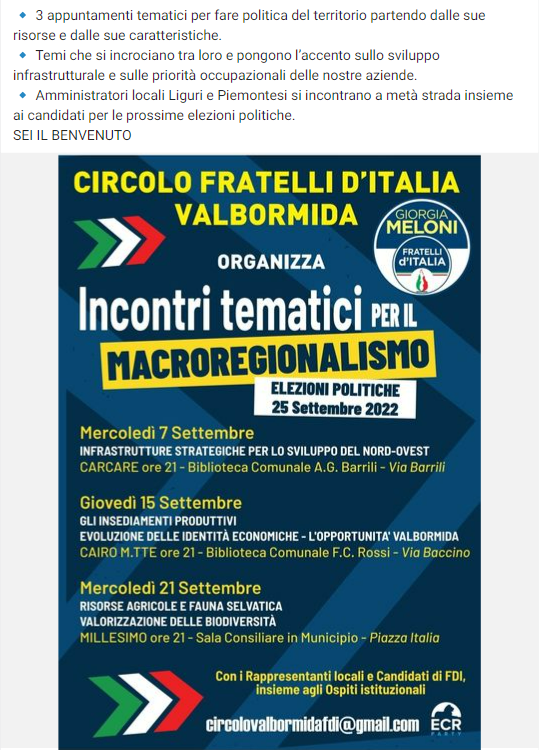 🔹 3 appuntamenti tematici per fare politica del territorio partendo dalle sue
risorse e dalle sue caratteristiche.
🔹 Temi che si incrociano tra loro e pongono l'accento sullo sviluppo
infrastrutturale e sulle priorità occupazionali delle nostre aziende.
🔹 Amministratori locali Liguri e Piemontesi si incontrano a metà strada insieme
ai candidati per le prossime elezioni politiche.
SEI IL BENVENUTO
CIRCOLO FRATELLI D'ITALIA
VALBORMIDA
GIORGIA
MELONI
FRATELLI
d'ITALIA
ORGANIZZA
Incontri tematici PER IL
MACROREGIONALISMO
ELEZIONI POLITICHE
25 Settembre 2022
Mercoledì 7 Settembre
INFRASTRUTTURE STRATEGICHE PER LO SVILUPPO DEL NORD-OVEST
CARCARE ore 21 - Biblioteca Comunale A.G. Barrili - Via Barrili
Giovedì 15 Settembre
GLI INSEDIAMENTI PRODUTTIVI
EVOLUZIONE DELLE IDENTITÀ ECONOMICHE - L'OPPORTUNITA' VALBORMIDA
CAIRO M.TTE ore 21 - Biblioteca Comunale F.C. Rossi - Via Baccino
Mercoledì 21 Settembre
RISORSE AGRICOLE E FAUNA SELVATICA
VALORIZZAZIONE DELLE BIODIVERSITÀ
MILLESIMO ore 21 - Sala Consiliare in Municipio - Piazza Italia
Con i Rappresentanti locali e Candidati di FDI,
insieme agli Ospiti istituzionali
circolovalbormidafdi@gmail.com
ECR
PARTY